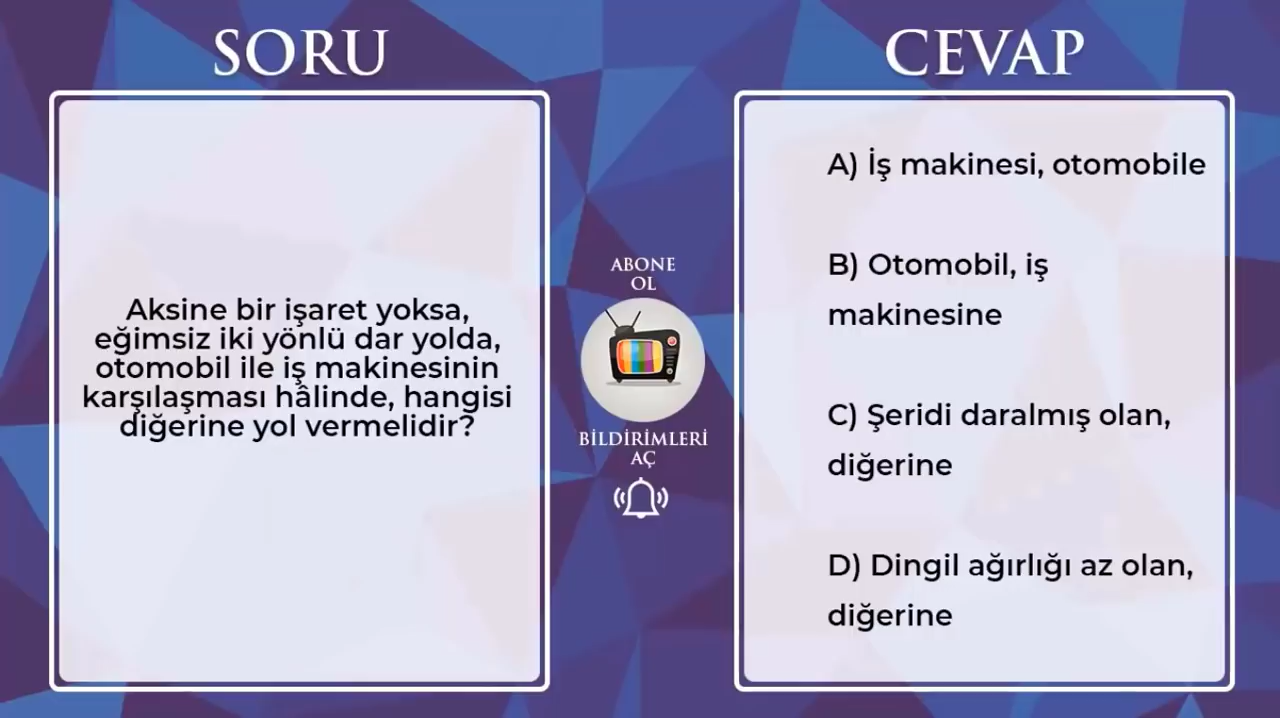 SORU
Aksine bir işaret yoksa,
eğimsiz iki yönlü dar yolda,
otomobil ile iş makinesinin
karşılaşması hâlinde, hangisi
diğerine yol vermelidir?
ABONE
OL
BİLDİRİMLERİ
AÇ
CEVAP
A) İş makinesi, otomobile
B) Otomobil, iş
makinesine
C) Şeridi daralmış olan,
diğerine
D) Dingil ağırlığı az olan,
diğerine